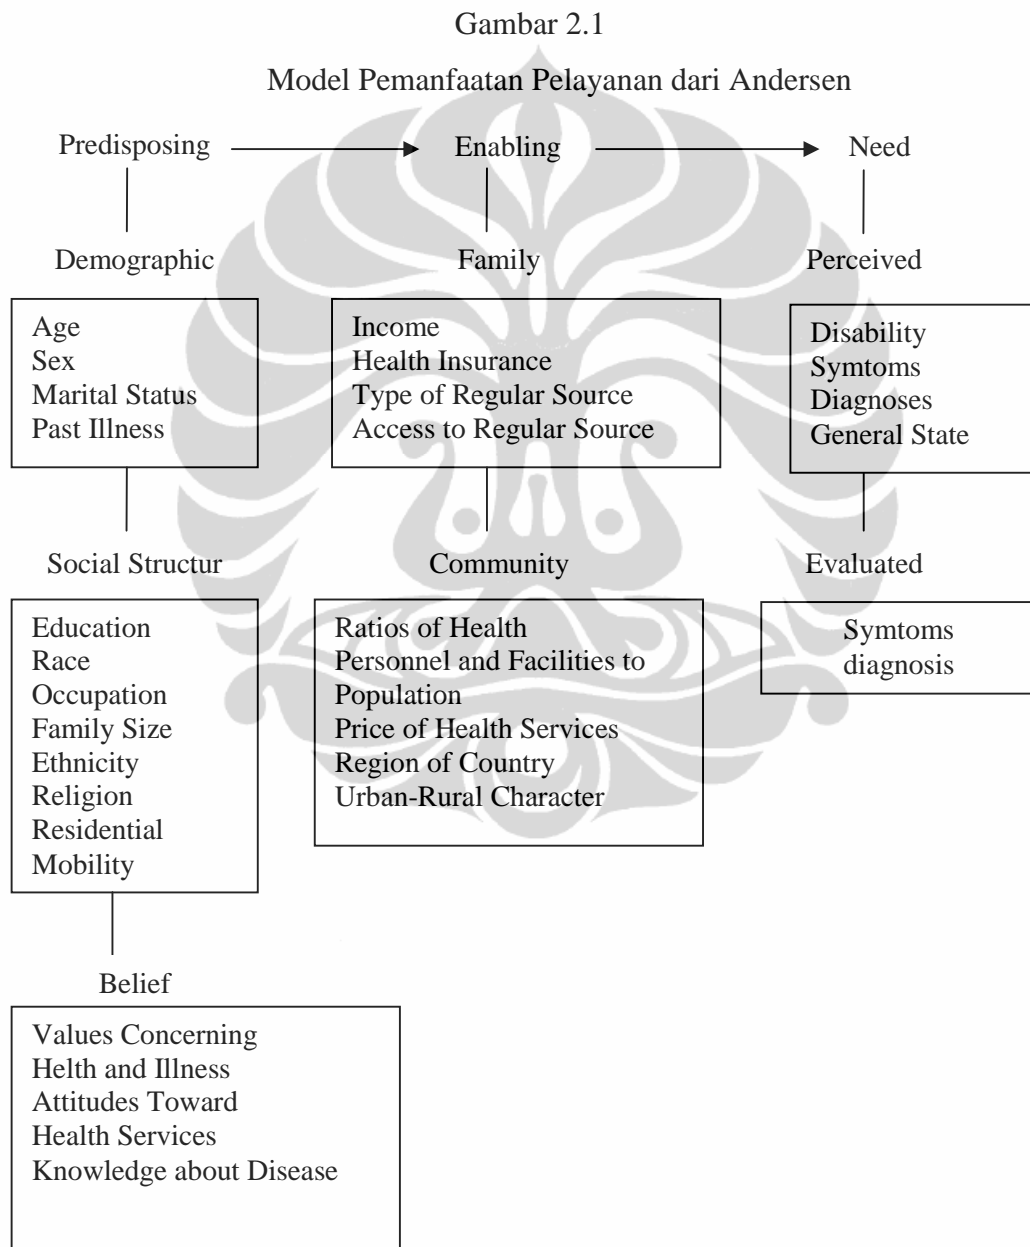 Gambar 2.1
Model Pemanfaatan Pelayanan dari Andersen
Predisposing
Enabling
Need
Demographic
Family
Perceived
Age
Sex
Marital Status
Past Illness
Income
Health Insurance
Type of Regular Source
Access to Regular Source
Disability
Symtoms
Diagnoses
General State
Social Structur
Community
Evaluated
Education
Race
Occupation
Family Size
Ethnicity
Religion
Residential
Mobility
Ratios of Health
Personnel and Facilities to
Population
Price of Health Services
Region of Country
Urban-Rural Character
Symtoms
diagnosis
Belief
Values Concerning
Helth and Illness
Attitudes Toward
Health Services
Knowledge about Disease